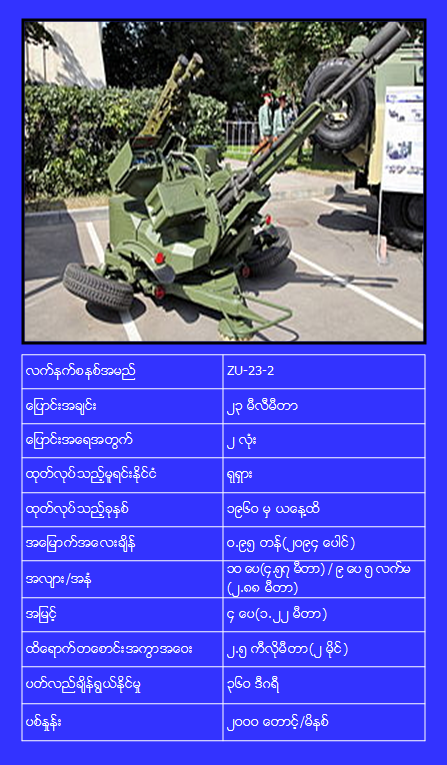 လက်နက်စနစ်အမည် ZU-23-2
ပြောင်းအချင်း ၂၃ မီလီမီတာ
ပြောင်းအရေအတွက် ၂ လုံး
ထုတ်လုပ်သည့်မူရင်းနိုင်ငံ ရုရှား
ထုတ်လုပ်သည့်ခုနှစ် ၁၉၆၀ မှ ယနေ့ထိ
အမြောက်အလေးချိန် ၀.၉၅ တန်(၂၀၉၄ ပေါင်)
အလျား/အနံ ၁၀ ပေ(၄.၅၇ မီတာ) / ၉ ပေ ၅ လက်မ
(၂.၈၈ မီတာ)
အမြင့် ၄ ပေ(၁.၂၂ မီတာ)
ထိရောက်တစောင်းအကွာအဝေး ၂.၅ ကီလိုမီတာ(၂ မိုင်)
ပတ်လည်ချိန်ရွယ်နိုင်မှု ၃၆၀ ဒီဂရီ
ပစ်နှုန်း ၂၀၀၀ တောင့်/မိနစ်